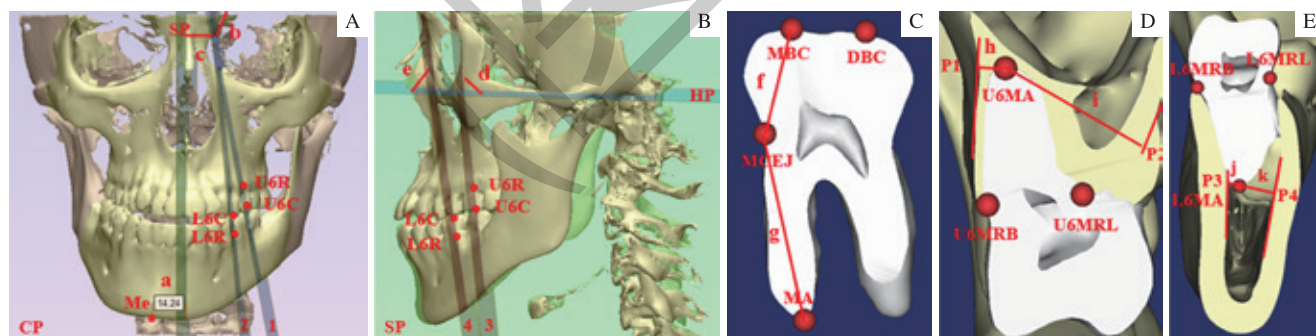 A
SP
b
c
U6R
L6C
U6C
L6R
a
Me
14.24
CP
2
1
B
e
d
HP
U6R
L6C
U6C
L6R
SP
4
3
C
MBC
DBC
f
MCEJ
g
MA
D
h
P1
U6MA
i
P2
U6MRB
U6MRL
E
L6MRB
L6MRL
P3
j
k
L6MA
P4